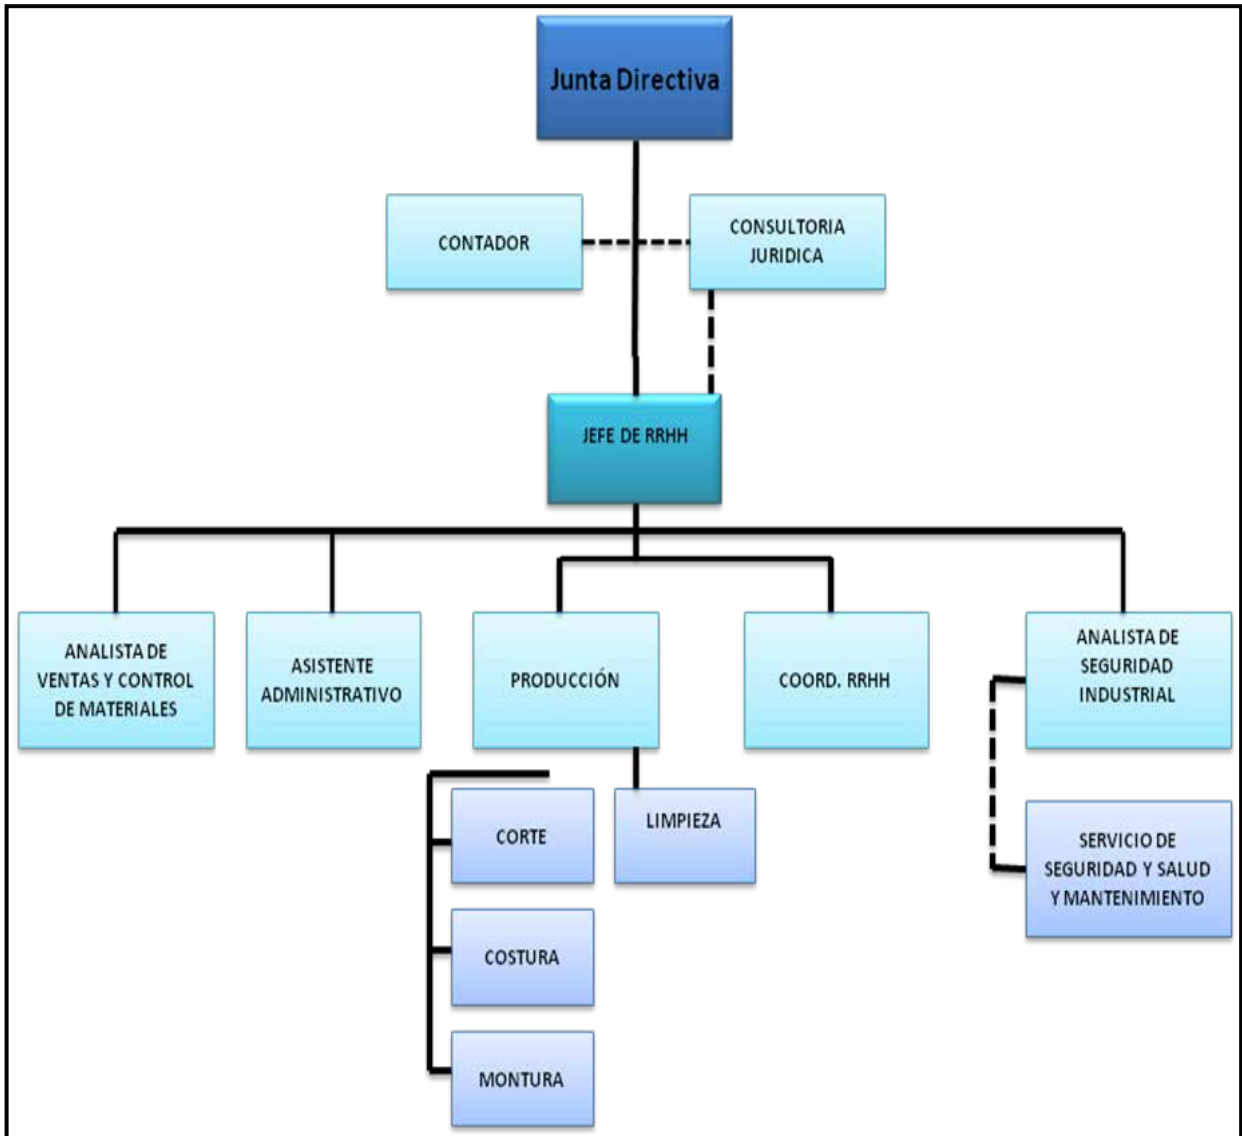 Junta Directiva
CONTADOR
CONSULTORIA
JURIDICA
JEFE DE RRHH
ANALISTA DE
VENTAS Y CONTROL
DE MATERIALES
ASISTENTE
ADMINISTRATIVO
PRODUCCIÓN
COORD. RRHH
ANALISTA DE
SEGURIDAD
INDUSTRIAL
CORTE
LIMPIEZA
SERVICIO DE
SEGURIDAD Y SALUD
Y MANTENIMIENTO
COSTURA
MONTURA